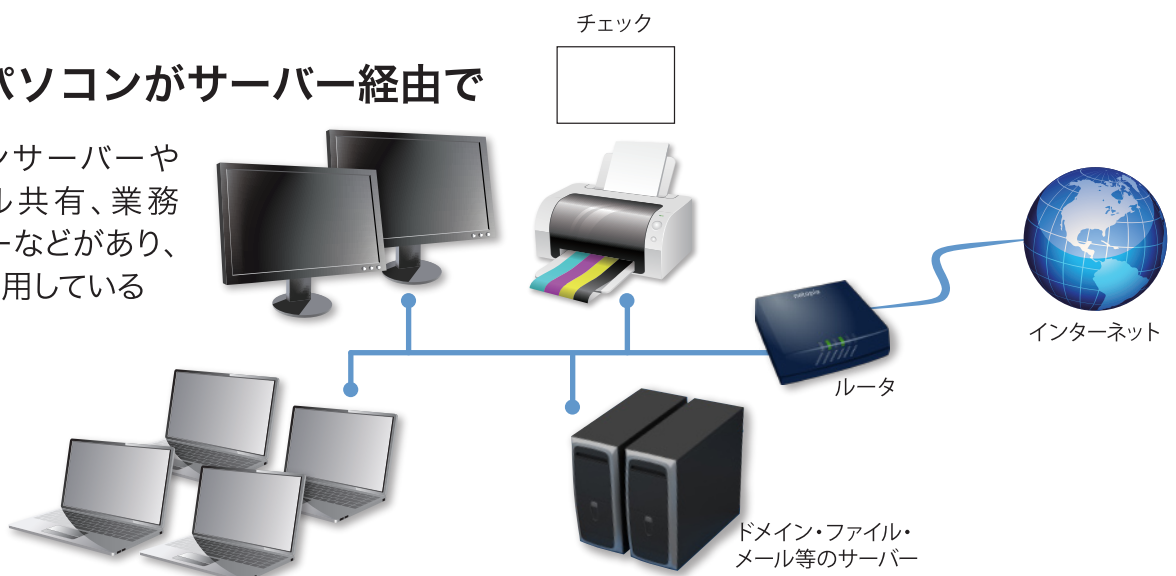 チェック
パソコンがサーバー経由で
ンサーバーや
ル共有、業務
ーなどがあり、
用している
インターネット
ルータ
ドメイン・ファイル・
メール等のサーバー